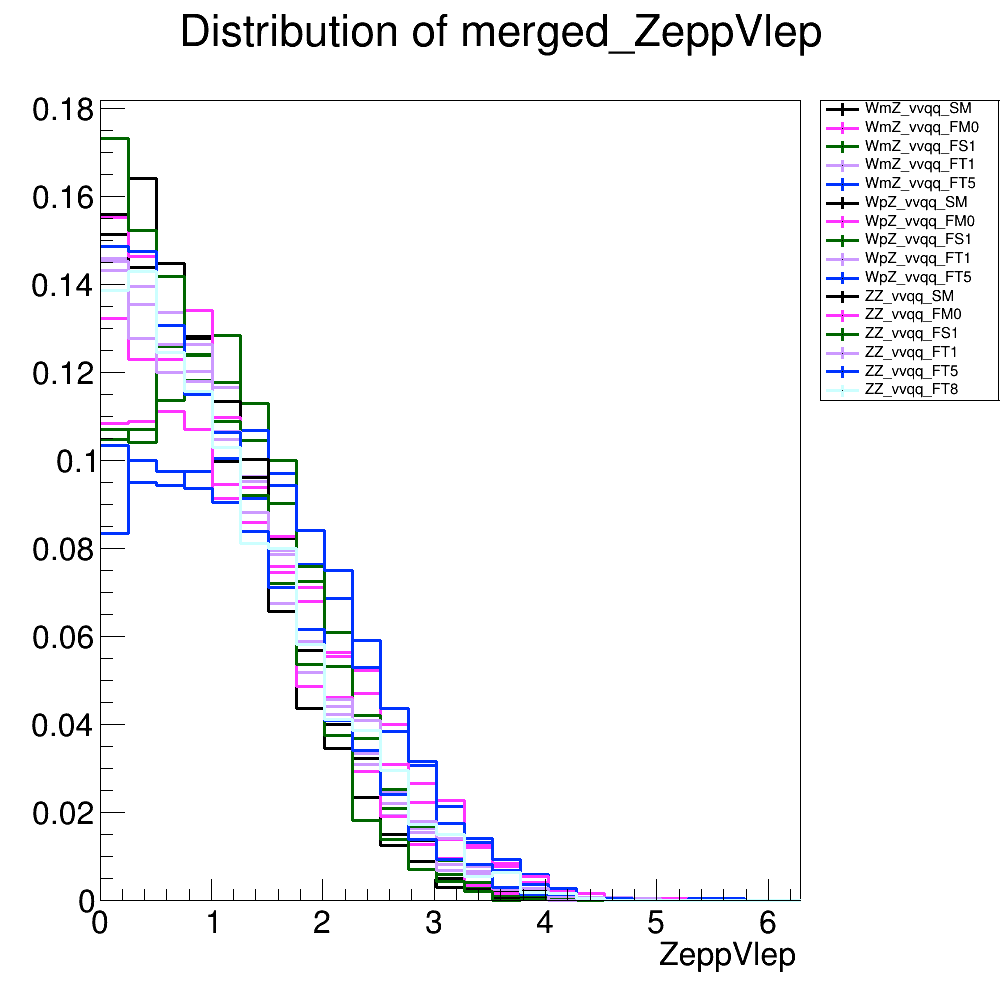 Distribution of merged_ZeppVlep
0.18
0.16
0.14
0.12
0.1
0.08
0.06
0.04
0.02
0
0 1 2 3 4 5 6
ZeppVlep
WmZ_vvqq_SM
WmZ_vvqq_FM0
WmZ_vvqq_FS1
WmZ_vvqq_FT1
WmZ_vvqq_FT5
WpZ_vvqq_SM
WpZ_vvqq_FM0
WpZ_vvqq_FS1
WpZ_vvqq_FT1
WpZ_vvqq_FT5
ZZ_vvqq_SM
ZZ_vvqq_FM0
ZZ_vvqq_FS1
ZZ_vvqq_FT1
ZZ_vvqq_FT5
ZZ_vvqq_FT8